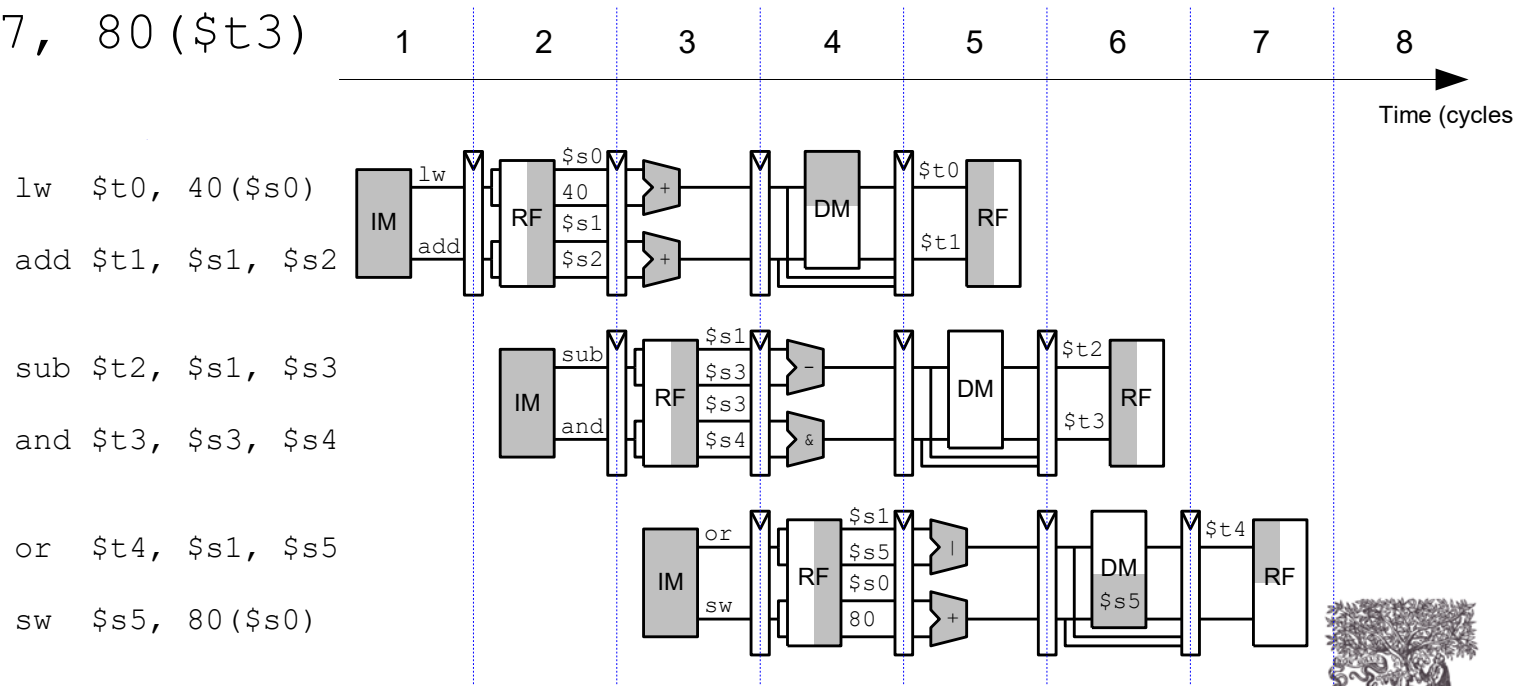 7, 80($t3)
1 2 3 4 5 6 7 8
Time (cycles
lw $t0, 40($s0)
add $t1, $s1, $s2
IM
lw
add
RF
$s0
40
$s1
$s2
+
+
DM
$t0
$t1
RF
sub $t2, $s1, $s3
and $t3, $s3, $s4
IM
sub
and
RF
$s1
$s3
$s3
$s4
-
&
DM
$t2
$t3
RF
or $t4, $s1, $s5
sw $s5, 80($s0)
IM
or
sw
RF
$s1
$s5
$s0
80
|
+
DM
$s5
$t4
RF